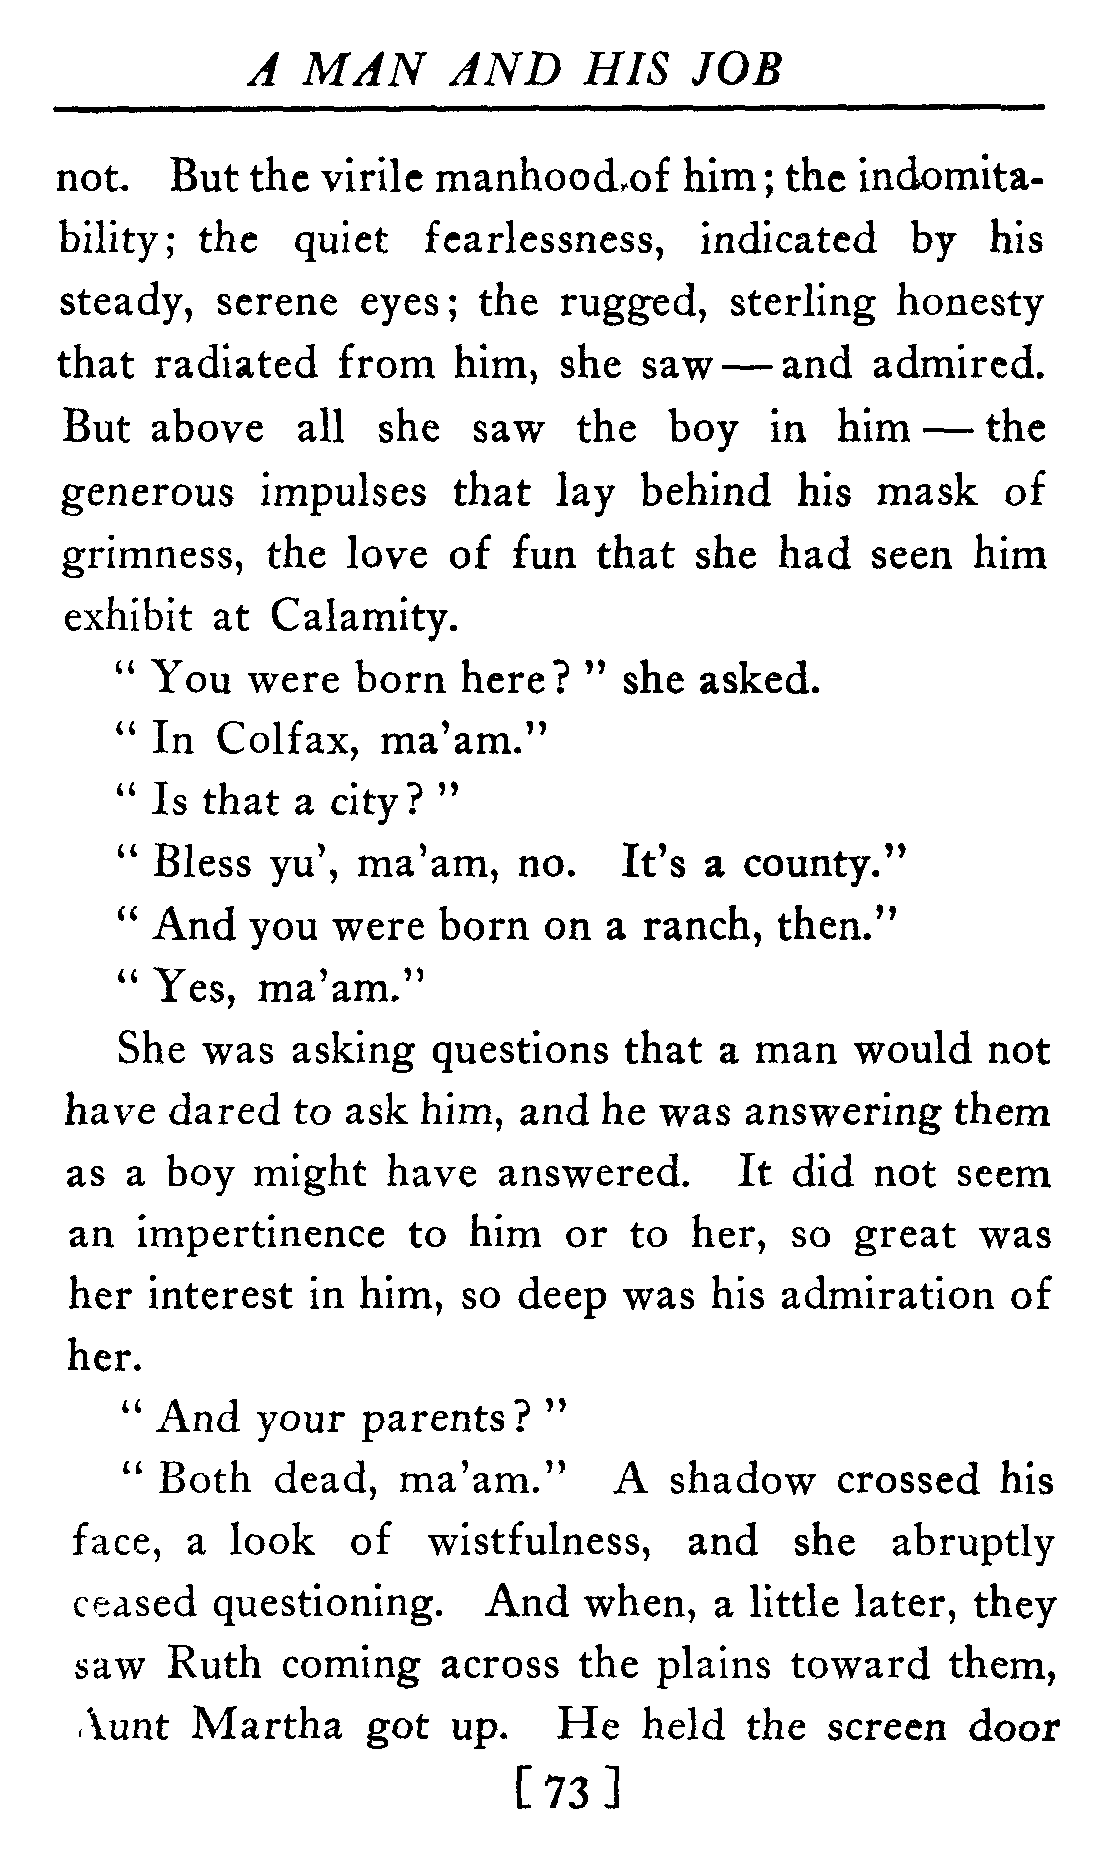 A MAN AND HIS JOB
not. But the virile manhood of him; the indomita-
bility; the quiet fearlessness, indicated by his
steady, serene eyes; the rugged, sterling honesty
that radiated from him, she saw — and admired.
But above all she saw the boy in him — the
generous impulses that lay behind his mask of
grimness, the love of fun that she had seen him
exhibit at Calamity.
" You were born here? " she asked.
" In Colfax, ma'am."
" Is that a city? "
" Bless yu', ma'am, no. It's a county."
" And you were born on a ranch, then."
" Yes, ma'am."
She was asking questions that a man would not
have dared to ask him, and he was answering them
as a boy might have answered. It did not seem
an impertinence to him or to her, so great was
her interest in him, so deep was his admiration of
her.
" And your parents? "
" Both dead, ma'am." A shadow crossed his
face, a look of wistfulness, and she abruptly
ceased questioning. And when, a little later, they
saw Ruth coming across the plains toward them,
Aunt Martha got up. He held the screen door
[ 73 ]